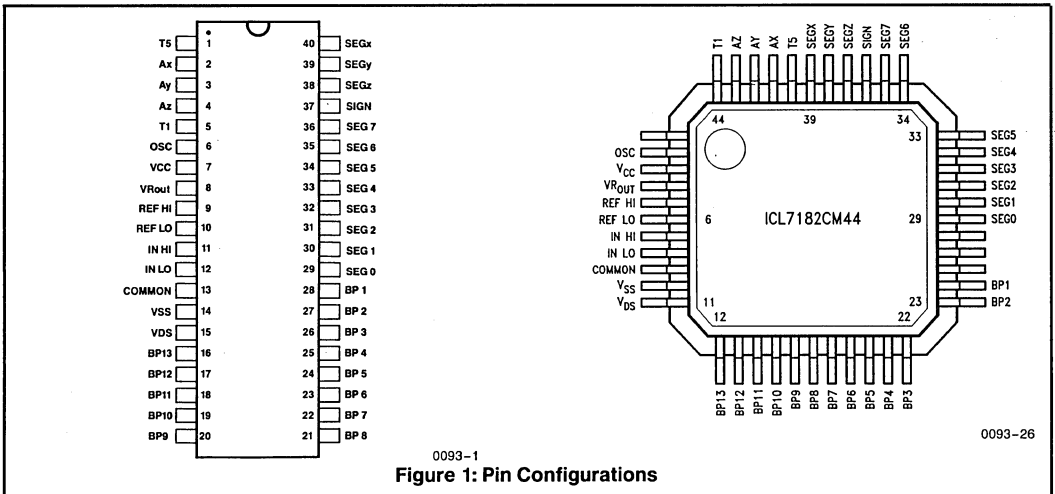 T5 1 40 SEGx
Ax 2 39 SEGy
Ay 3 38 SEGz
Az 4 37 SIGN
T1 5 36 SEG 7
OSC 6 35 SEG 6
VCC 7 34 SEG 5
VRout 8 33 SEG 4
REF HI 9 32 SEG 3
REF LO 10 31 SEG 2
IN HI 11 30 SEG 1
IN LO 12 29 SEG 0
COMMON 13 28 BP 1
VSS 14 27 BP 2
VDS 15 26 BP 3
BP13 16 25 BP 4
BP12 17 24 BP 5
BP11 18 23 BP 6
BP10 19 22 BP 7
BP9 20 21 BP 8
0093-1
T1 AZ AY AX T5 SEGX SEGY SEGZ SIGN SEG7 SEG6
44 39 34
33 SEG5
OSC SEG4
VCC SEG3
VROUT SEG2
REF HI SEG1
REF LO 6 ICL7182CM44 29 SEG0
IN HI
IN LO
COMMON
VSS BP1
VDS 11 23 BP2
12 22
BP13 BP12 BP11 BP10 BP9 BP8 BP7 BP6 BP5 BP4 BP3
0093-26
Figure 1: Pin Configurations